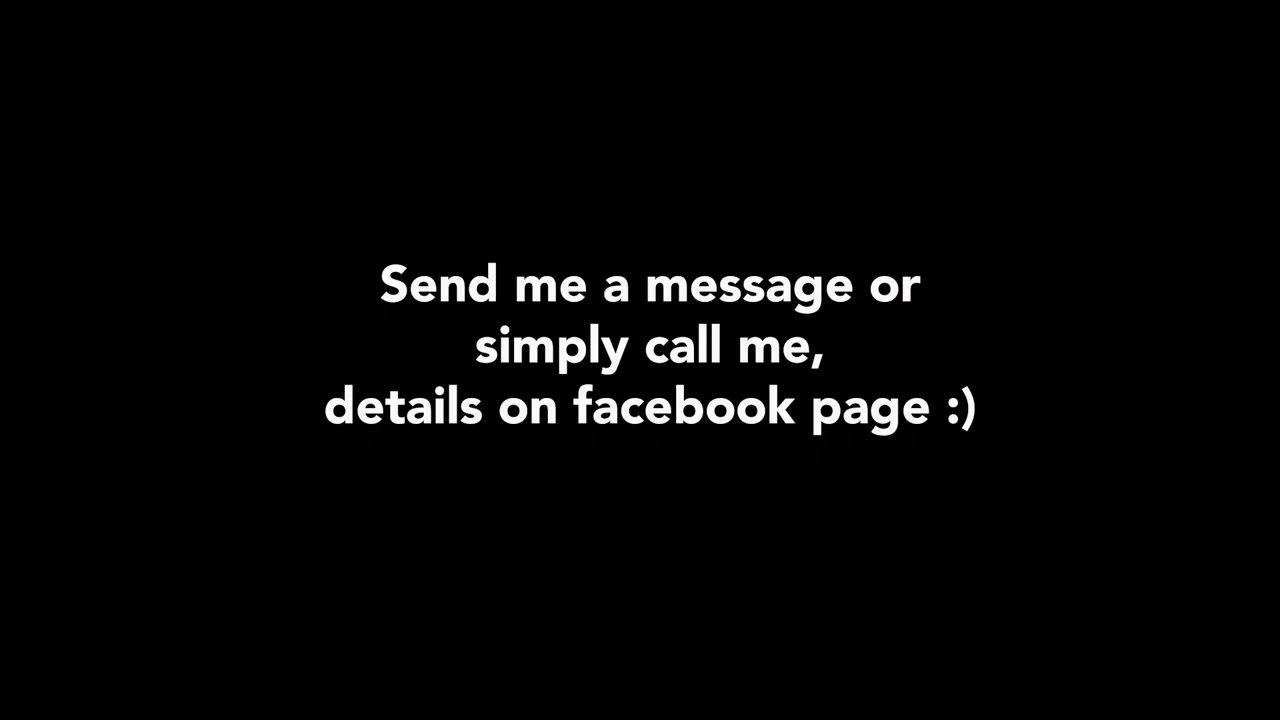 Send me a message or
simply call me,
details on facebook page :)